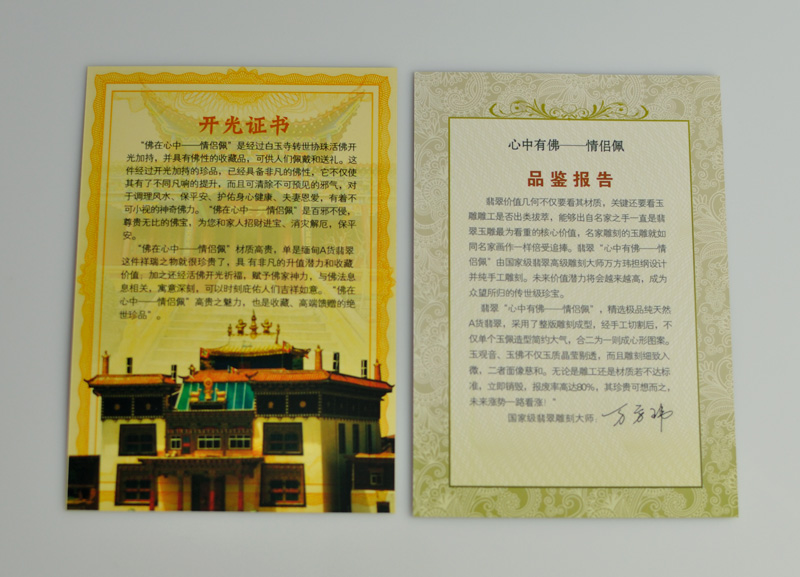 开光证书
“佛在心中——情侣佩”是经过白玉寺转世协珠活佛开
光加持，并具有佛性的收藏品，可供人们佩戴和送礼。这
件经过开光加持的珍品，已经具备非凡的佛性，它不仅使
其有了不同凡响的提升，而且可清除不可预见的邪气，对
于调理风水、保平安、护佑身心健康、夫妻恩爱，有着不
可小视的神奇佛力。“佛在心中——情侣佩”是百邪不侵，
尊贵无比的佛宝，为您和家人招财进宝、消灾解厄，保平
安。
“佛在心中——情侣佩”材质高贵，单是缅甸A货翡翠
这件祥瑞之物就很珍贵了，具有非凡的升值潜力和收藏
价值；加之还经活佛开光祈福，赋予佛家神力，与佛法息
息相关，寓意深刻，可以时刻庇佑人们吉祥如意。“佛在
心中——情侣佩”高贵之魅力，也是收藏、高端馈赠的绝
世珍品”。
心中有佛——情侣佩
品鉴报告
翡翠价值几何不仅要看其材质，关键还要看玉
雕雕工是否出类拔萃，能够出自名家之手一直是翡
翠玉雕最为看重的核心价值，名家雕刻的玉雕就如
同名家画作一样倍受追捧。翡翠“心中有佛——情
侣佩”由国家级翡翠高级雕刻大师万方玮担纲设计
并纯手工雕刻。未来价值潜力将会越来越高，成为
众望所归的传世级珍宝。
翡翠“心中有佛——情侣佩”，精选极品纯天然
A货翡翠，采用了整版雕刻成型，经手工切割后，不
仅单个玉佩造型简约大气，合二为一则成心形图案。
玉观音、玉佛不仅玉质晶莹剔透，而且雕刻细致入
微，二者面像慈和。无论是雕工还是材质若不达标
准，立即销毁，报废率高达80%，其珍贵可想而之，
未来涨势一路看涨！”
国家级翡翠雕刻大师：万方玮